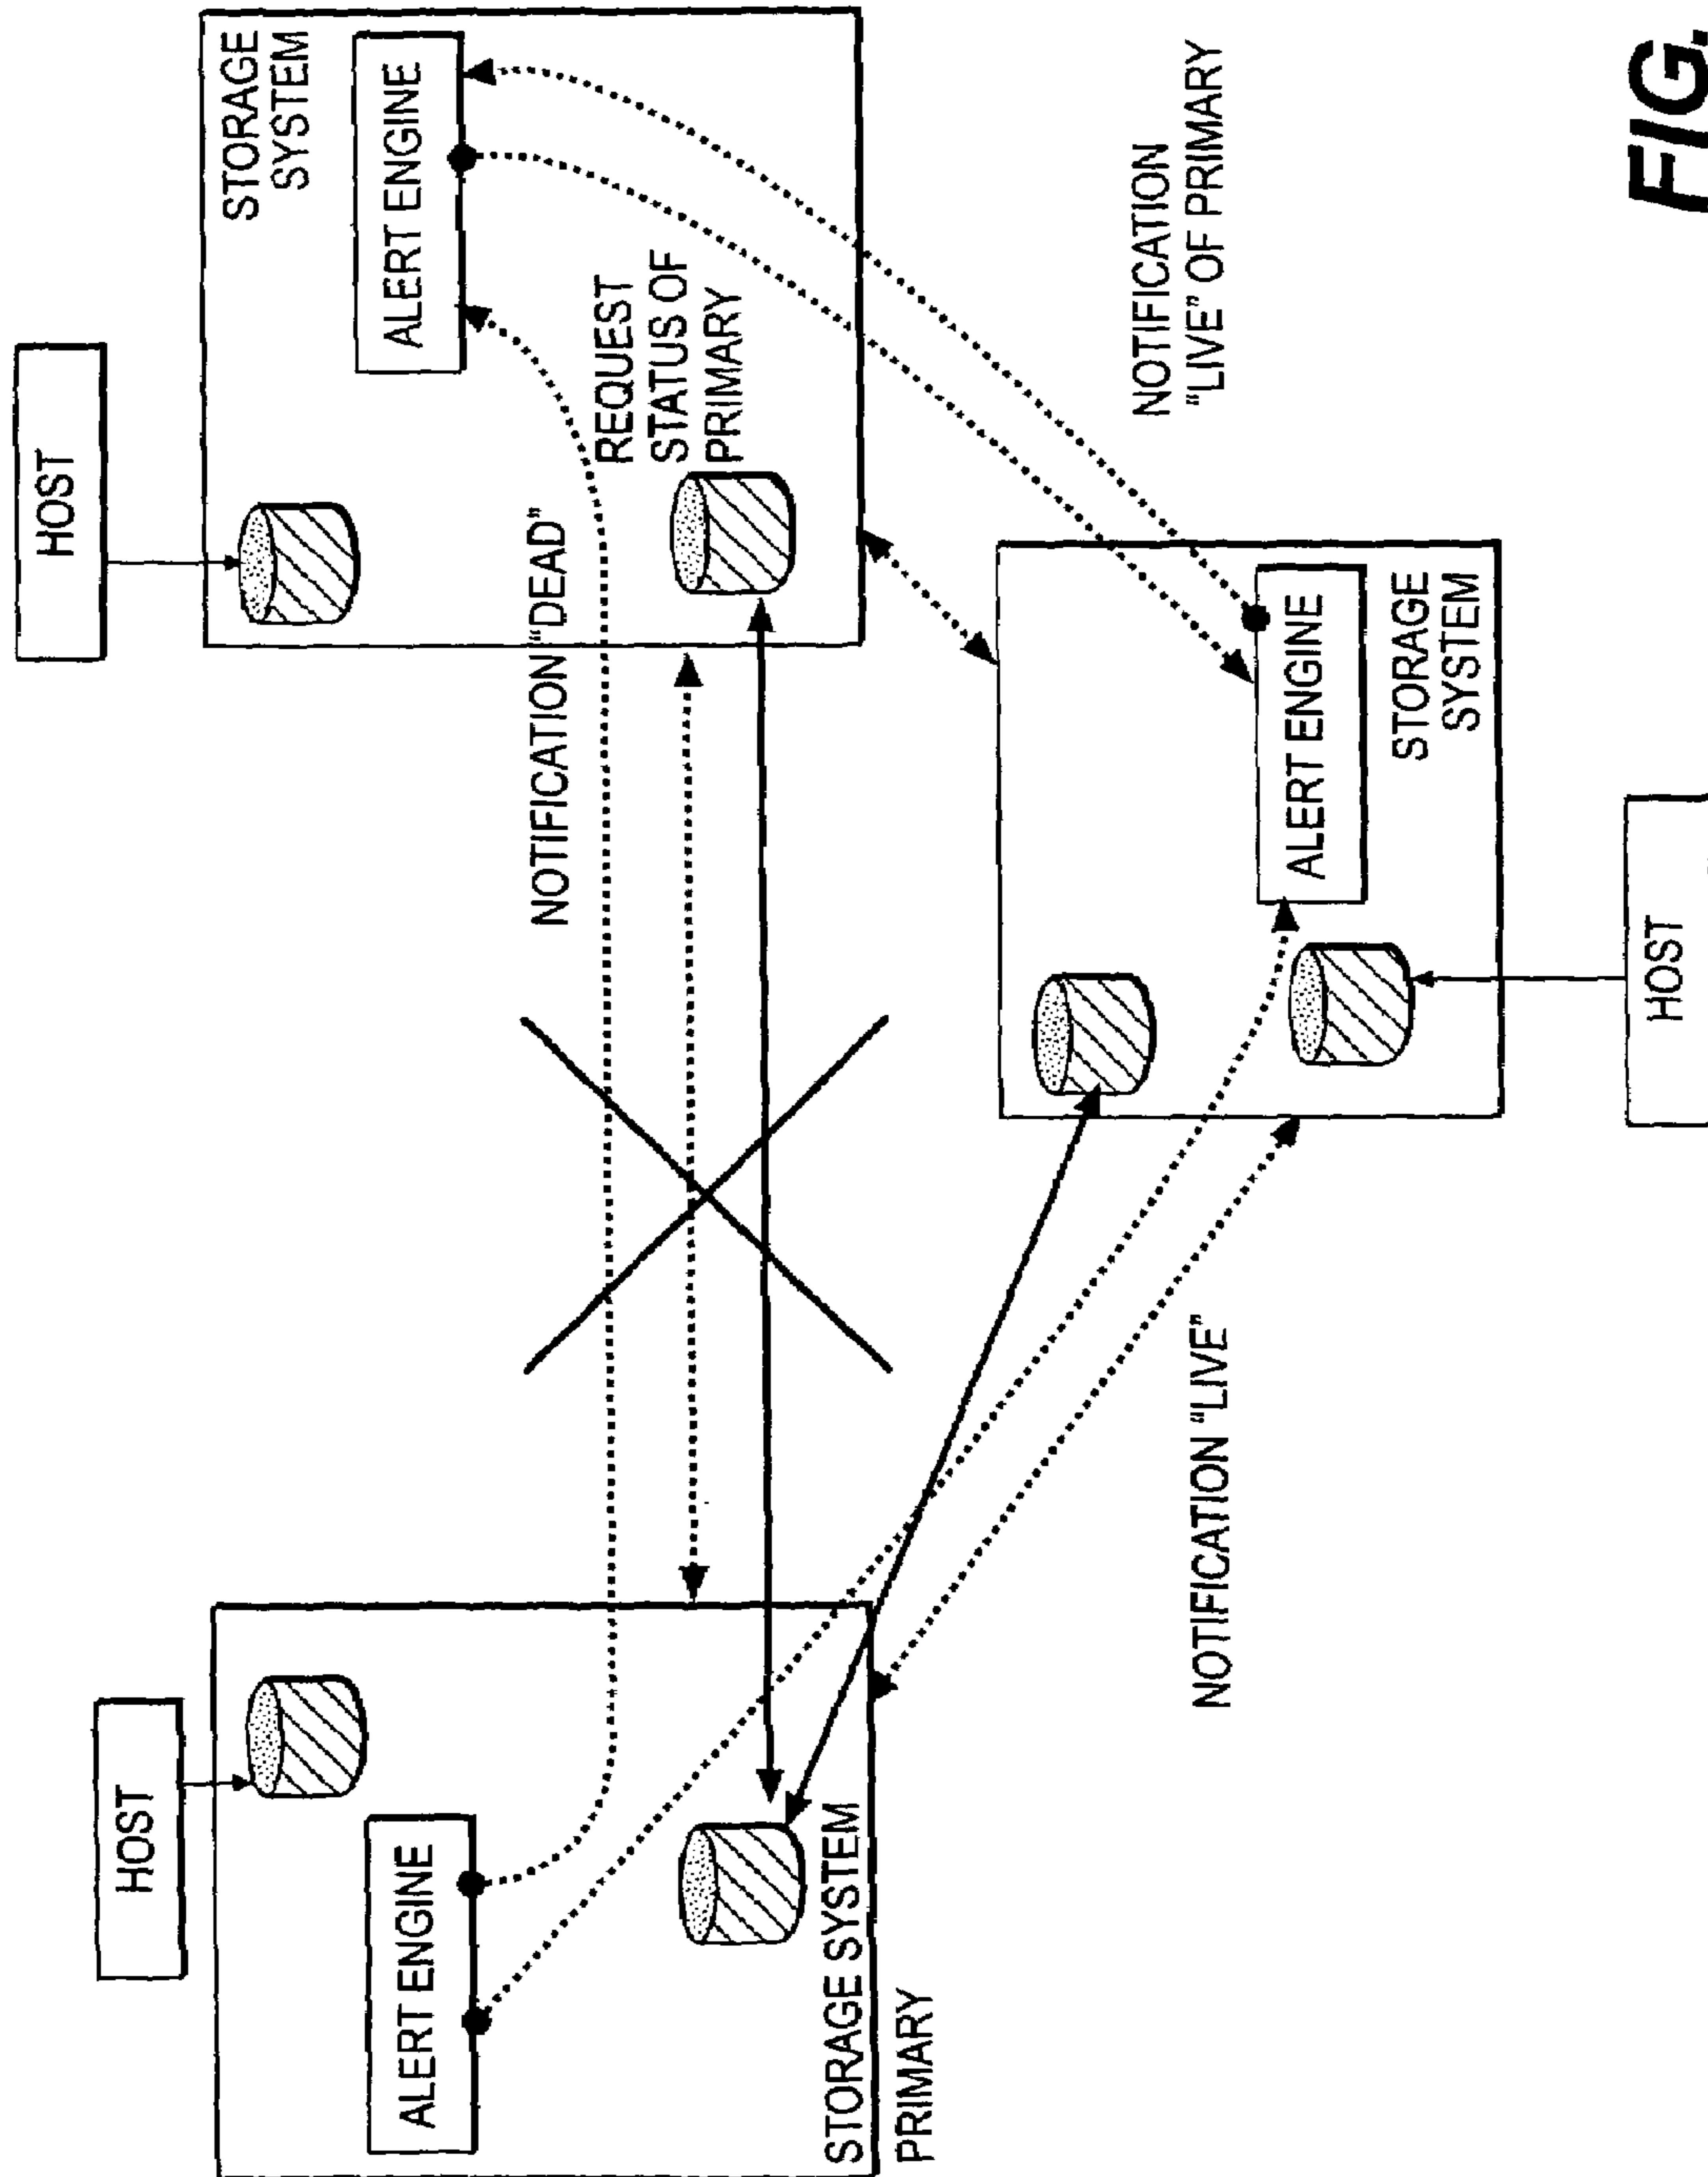 HOST
HOST
STORAGE
SYSTEM
ALERT ENGINE
ALERT ENGINE
NOTIFICATION "DEAD"
REQUEST
STATUS OF
PRIMARY
STORAGE SYSTEM
PRIMARY
NOTIFICATION
"LIVE" OF PRIMARY
NOTIFICATION "LIVE"
ALERT ENGINE
STORAGE
SYSTEM
HOST
FIG.